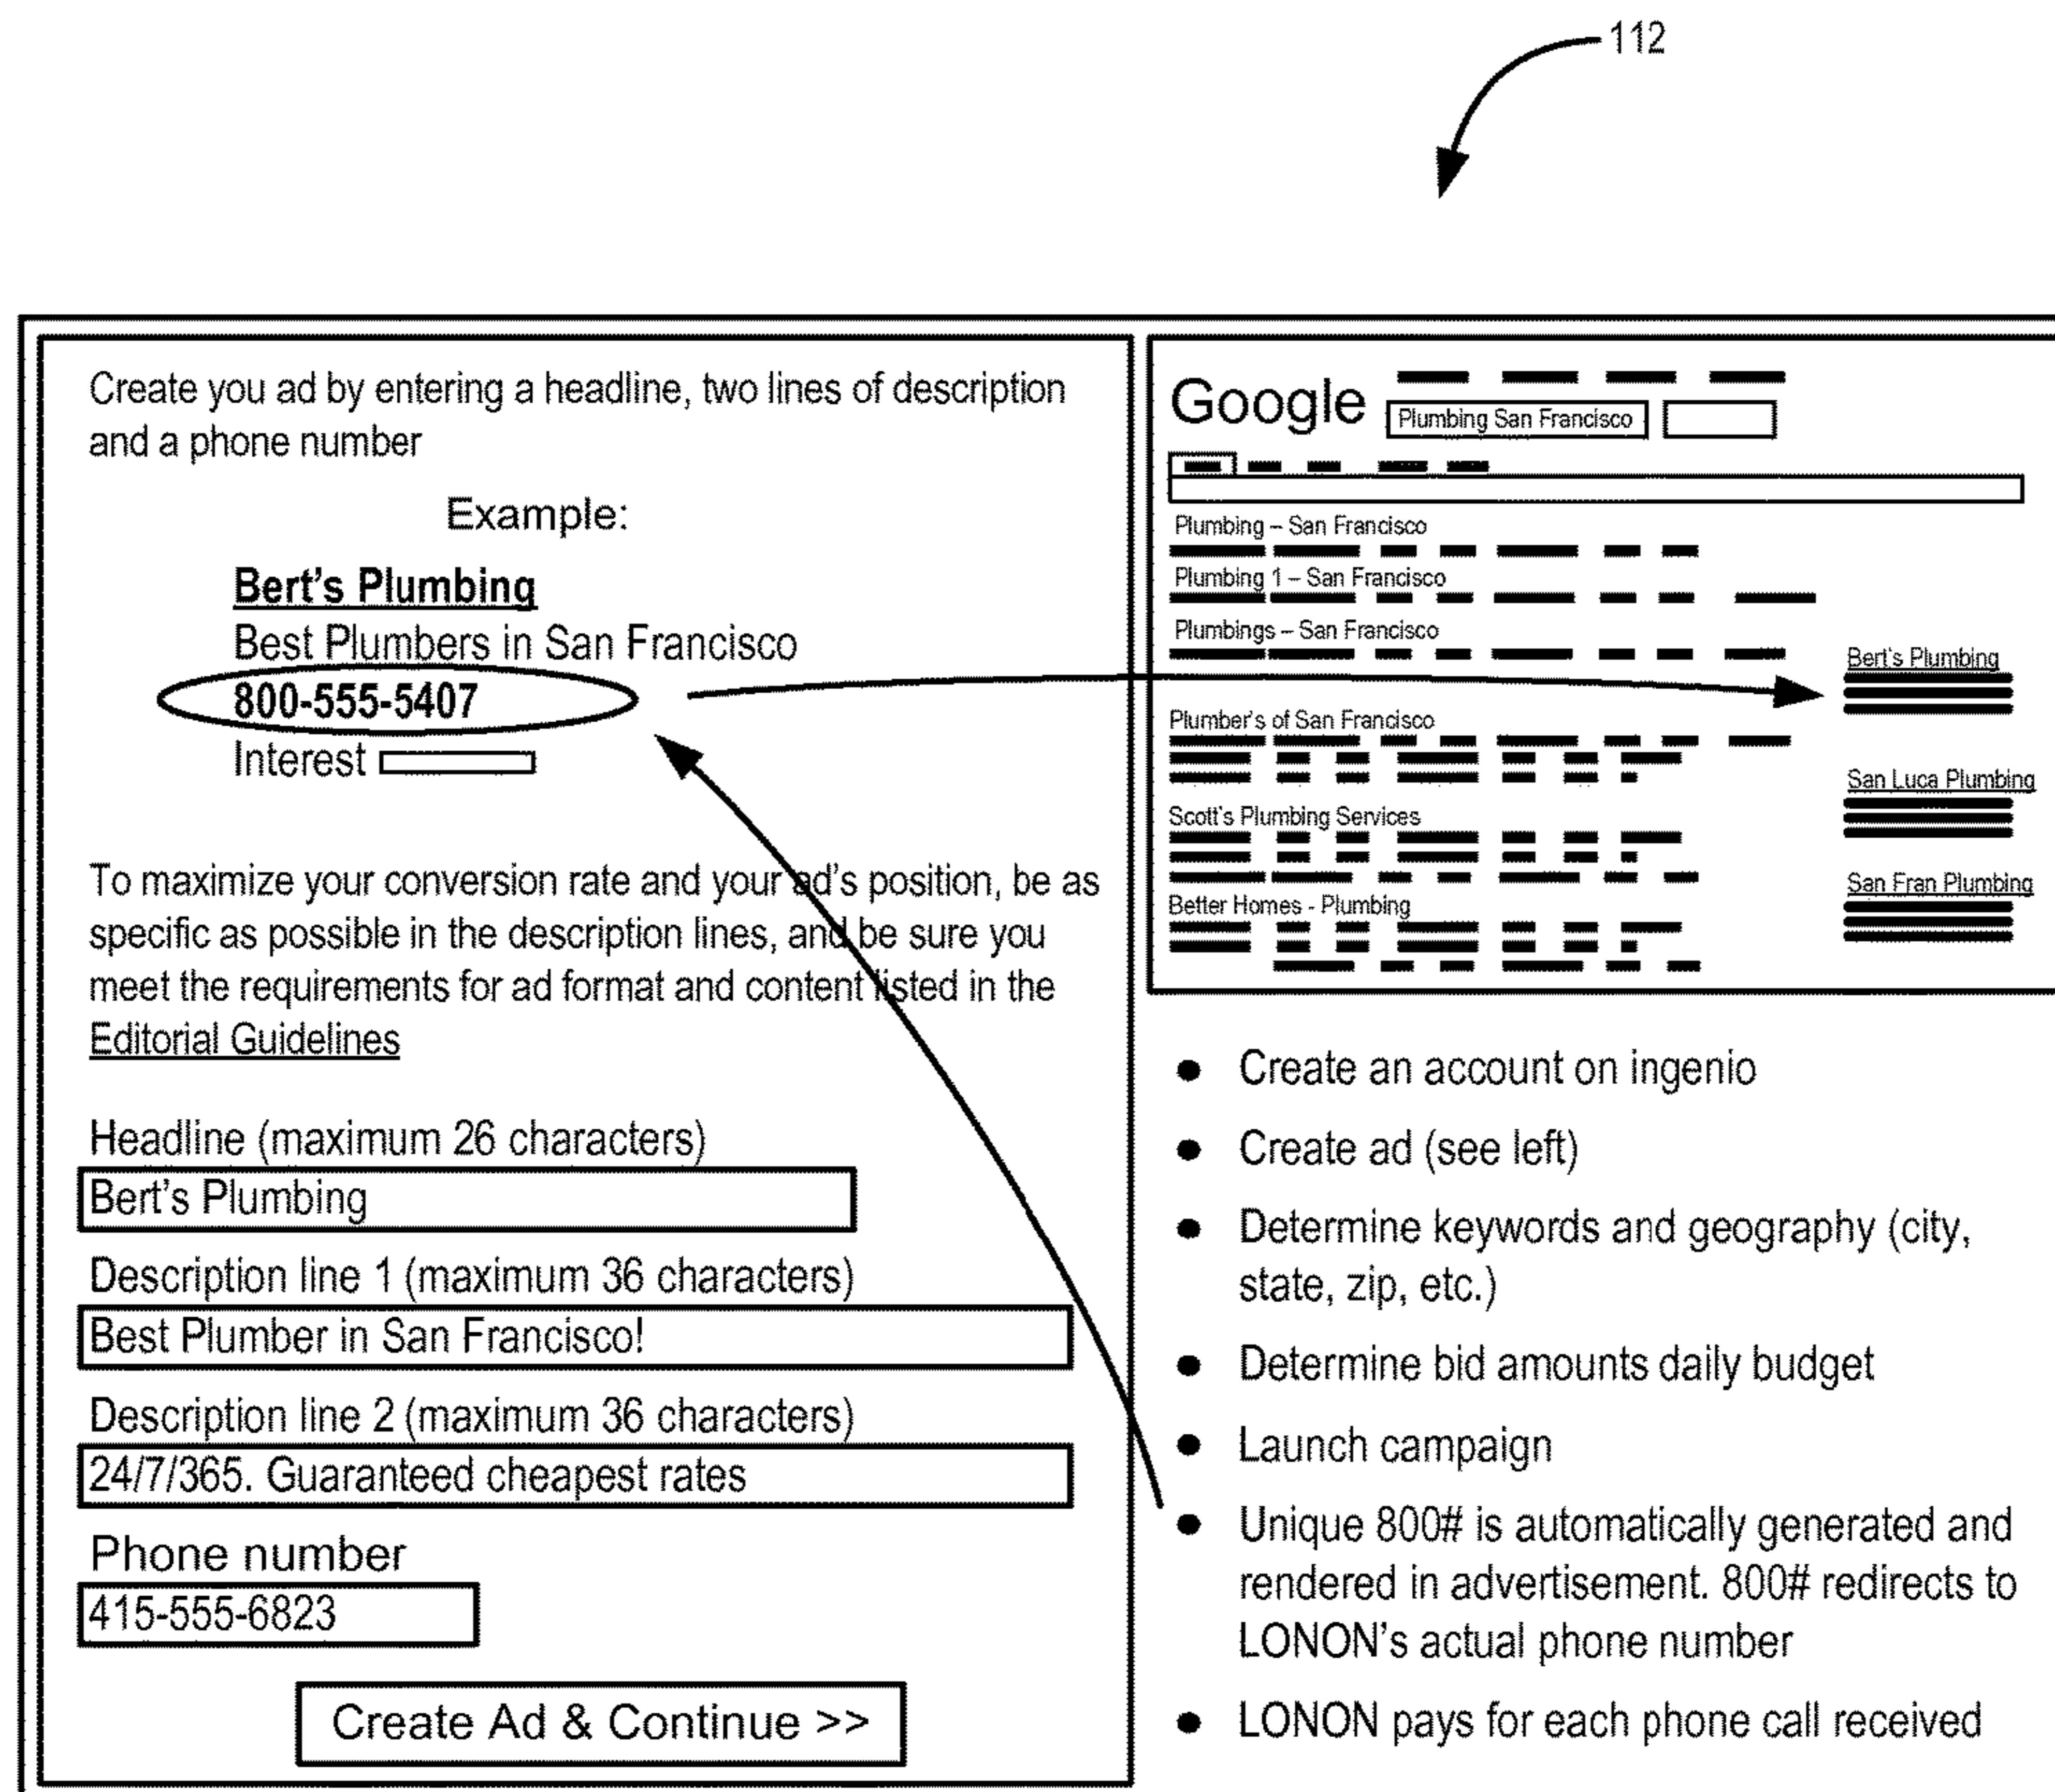 112
Create you ad by entering a headline, two lines of description
and a phone number
Example:
Bert's Plumbing
Best Plumbers in San Francisco
800-555-5407
Interest
To maximize your conversion rate and your ad's position, be as
specific as possible in the description lines, and be sure you
meet the requirements for ad format and content listed in the
Editorial Guidelines
Headline (maximum 26 characters)
Bert's Plumbing
Description line 1 (maximum 36 characters)
Best Plumber in San Francisco!
Description line 2 (maximum 36 characters)
24/7/365. Guaranteed cheapest rates
Phone number
415-555-6823
Create Ad & Continue >>
Google
Plumbing San Francisco
Plumbing – San Francisco
Plumbing 1 – San Francisco
Plumbings – San Francisco
Plumber's of San Francisco
Scott's Plumbing Services
Better Homes - Plumbing
Bert's Plumbing
San Luca Plumbing
San Fran Plumbing
● Create an account on ingenio
● Create ad (see left)
● Determine keywords and geography (city,
state, zip, etc.)
● Determine bid amounts daily budget
● Launch campaign
● Unique 800# is automatically generated and
rendered in advertisement. 800# redirects to
LONON's actual phone number
● LONON pays for each phone call received